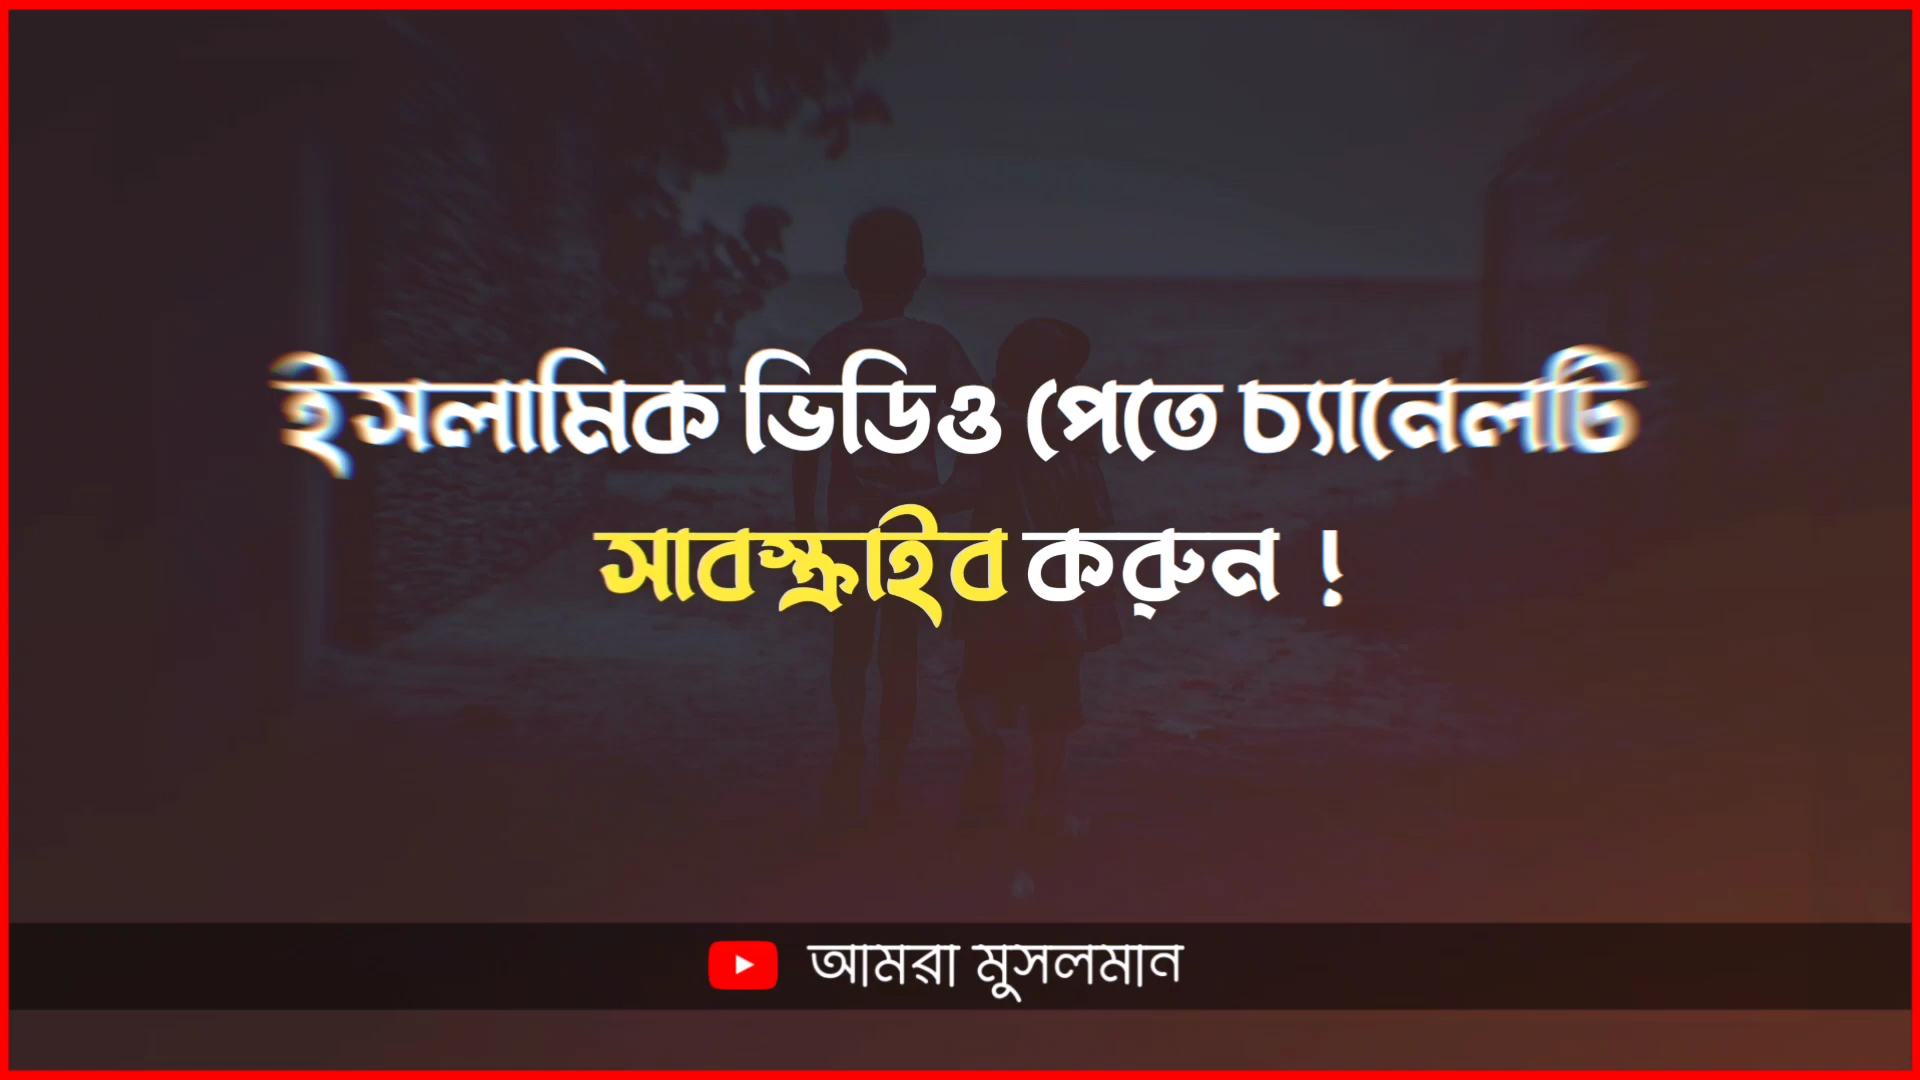 ইসলামিক ভিডিও পেতে চ্যানেলটি
সাবস্ক্রাইব করুন !
আমরা মুসলমান